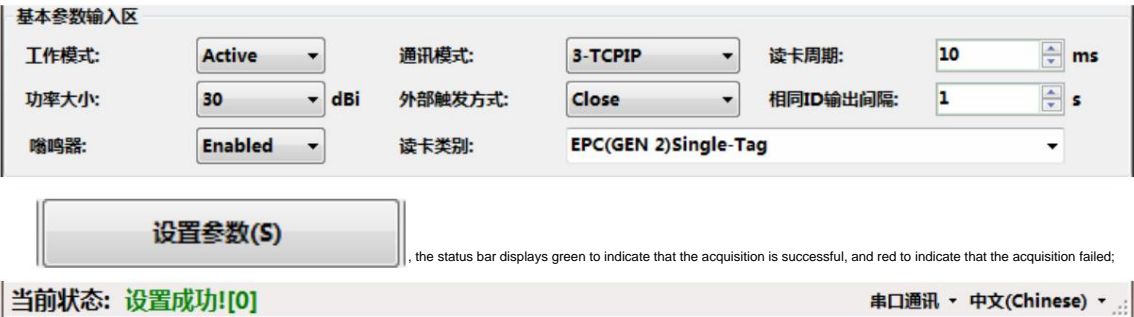 基本参数输入区
工作模式: Active 通讯模式: 3-TCPIP 读卡周期: 10 ms
功率大小: 30 dBi 外部触发方式: Close 相同ID输出间隔: 1 s
嗡鸣器: Enabled 读卡类别: EPC(GEN 2)Single-Tag
设置参数(S) , the status bar displays green to indicate that the acquisition is successful, and red to indicate that the acquisition failed;
当前状态: 设置成功![0] 串口通讯 中文(Chinese)